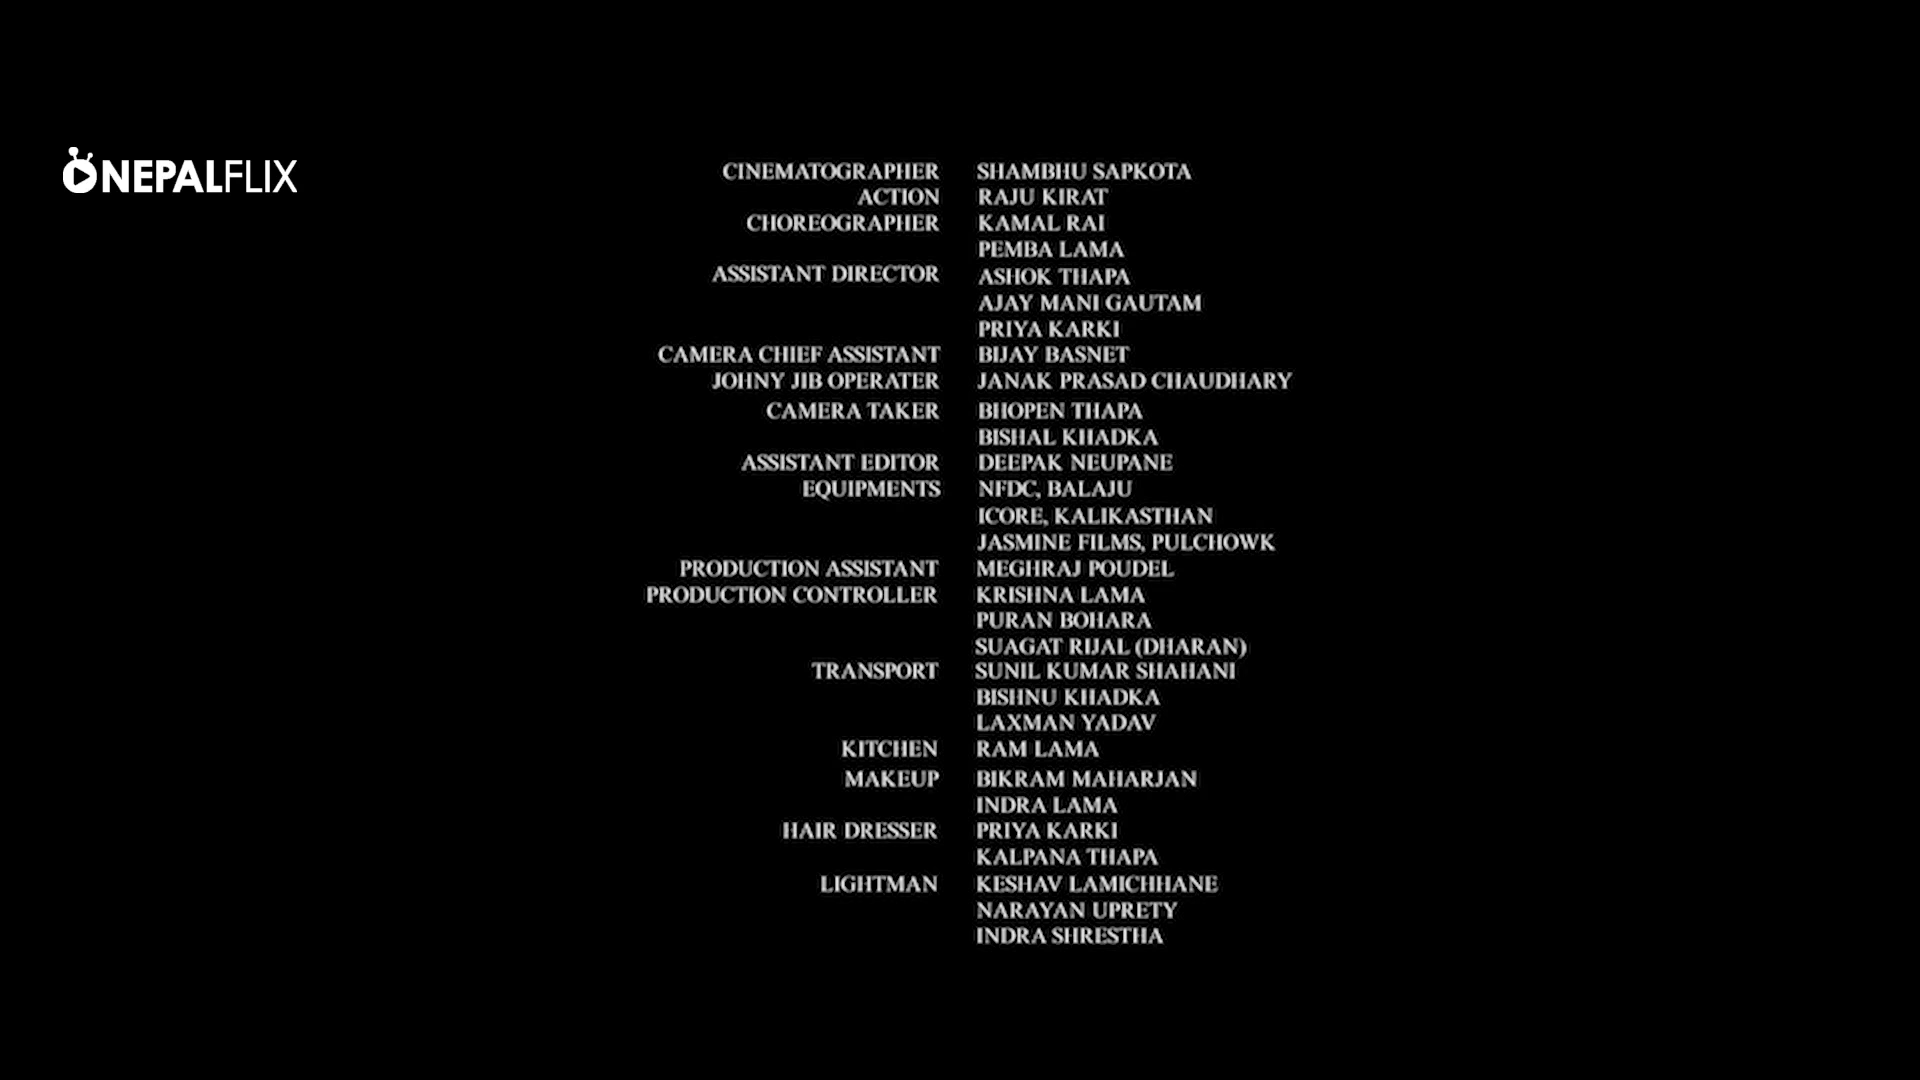 NEPALFLIX
CINEMATOGRAPHER SHAMBHU SAPKOTA
ACTION RAJU KIRAT
CHOREOGRAPHER KAMAL RAI
PEMBA LAMA
ASSISTANT DIRECTOR ASHOK THAPA
AJAY MANI GAUTAM
PRIYA KARKI
CAMERA CHIEF ASSISTANT BIJAY BASNET
JOHNY JIB OPERATER JANAK PRASAD CHAUDHARY
CAMERA TAKER BHOPEN THAPA
BISHAL KHADKA
ASSISTANT EDITOR DEEPAK NEUPANE
EQUIPMENTS NFDC, BALAJU
ICORE, KALIKASTHAN
JASMINE FILMS, PULCHOWK
PRODUCTION ASSISTANT MEGHRAJ POUDEL
PRODUCTION CONTROLLER KRISHNA LAMA
PURAN BOHARA
SUAGAT RIJAL (DHARAN)
TRANSPORT SUNIL KUMAR SHAHANI
BISHNU KHADKA
LAXMAN YADAV
KITCHEN RAM LAMA
MAKEUP BIKRAM MAHARJAN
INDRA LAMA
HAIR DRESSER PRIYA KARKI
KALPANA THAPA
LIGHTMAN KESHAV LAMICHHANE
NARAYAN UPRETY
INDRA SHRESTHA